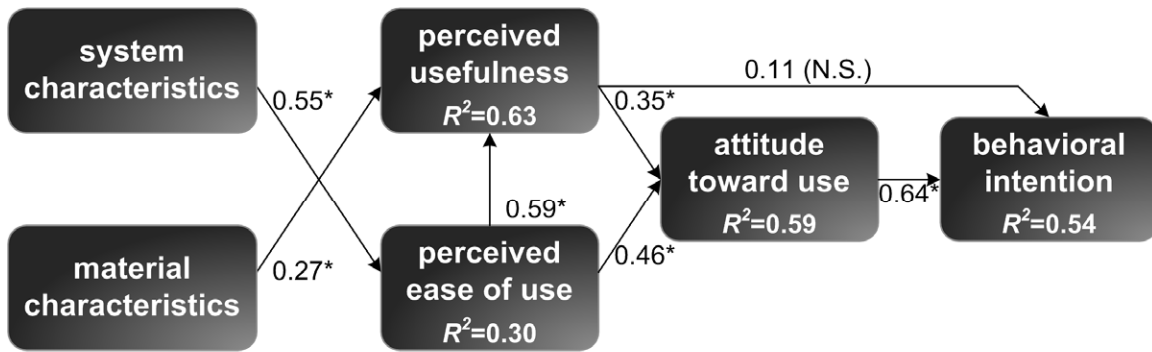 system
characteristics
perceived
usefulness
R²=0.63
0.11 (N.S.)
0.55*
0.35*
attitude
toward use
R²=0.59
behavioral
intention
R²=0.54
0.64*
0.59*
material
characteristics
0.27*
perceived
ease of use
R²=0.30
0.46*